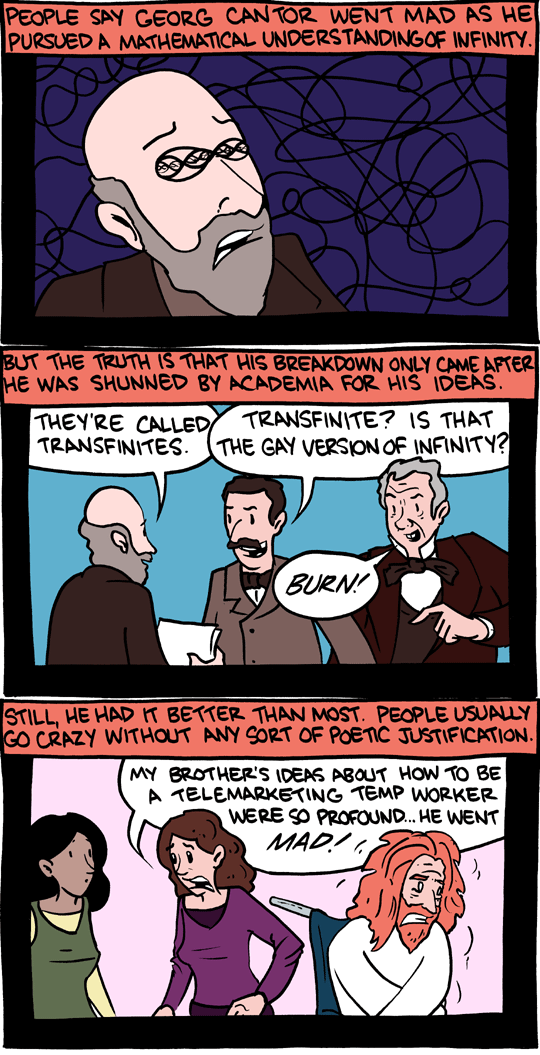 PEOPLE SAY GEORG CANTOR WENT MAD AS HE
PURSUED A MATHEMATICAL UNDERSTANDING OF INFINITY.
BUT THE TRUTH IS THAT HIS BREAKDOWN ONLY CAME AFTER
HE WAS SHUNNED BY ACADEMIA FOR HIS IDEAS.
THEY'RE CALLED
TRANSFINITES.
TRANSFINITE? IS THAT
THE GAY VERSION OF INFINITY?
BURN!
STILL, HE HAD IT BETTER THAN MOST. PEOPLE USUALLY
GO CRAZY WITHOUT ANY SORT OF POETIC JUSTIFICATION.
MY BROTHER'S IDEAS ABOUT HOW TO BE
A TELEMARKETING TEMP WORKER
WERE SO PROFOUND... HE WENT
MAD!